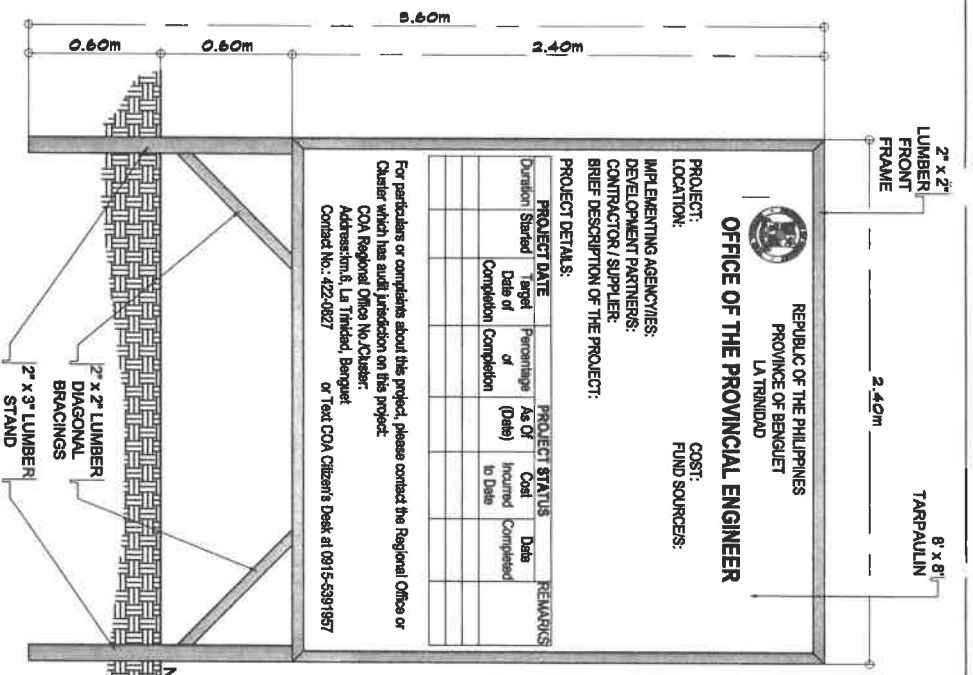 2" x 2"
LUMBER
FRONT
FRAME
2.40m
8' x 8'
TARPAULIN
3.60m
2.40m
0.60m
0.60m
REPUBLIC OF THE PHILIPPINES
PROVINCE OF BENGUET
LA TRINIDAD
OFFICE OF THE PROVINCIAL ENGINEER
PROJECT:
COST:
LOCATION:
FUND SOURCE/S:
IMPLEMENTING AGENCY/IES:
DEVELOPMENT PARTNER/S:
CONTRACTOR / SUPPLIER:
BRIEF DESCRIPTION OF THE PROJECT:
PROJECT DETAILS:
PROJECT DATE PROJECT STATUS REMARKS
Duration Started Target Date of Completion Percentage of Completion As Of (Date) Cost Incurred to Date Date Completed
For particulars or complaints about this project, please contact the Regional Office or
Cluster which has audit jurisdiction on this project:
COA Regional Office No./Cluster:
Address:km.6, La Trinidad, Benguet
Contact No.: 422-0827 or Text COA Citizen's Desk at 0915-5391957
2" x 2" LUMBER
DIAGONAL
BRACINGS
2" x 3" LUMBER
STAND
N